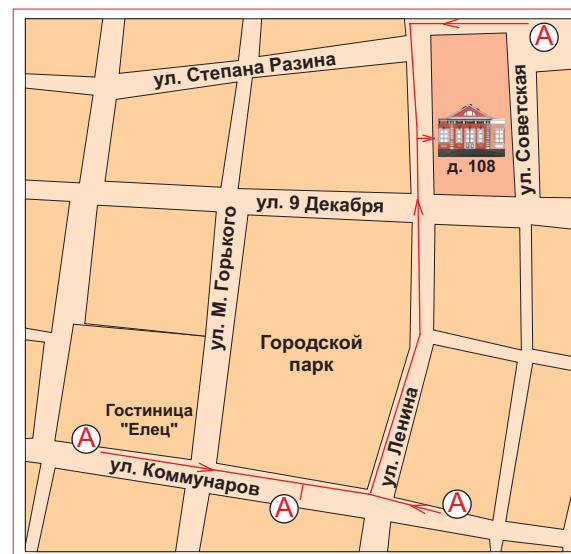 А
ул. Степана Разина
ул. Советская
д. 108
ул. 9 Декабря
ул. М. Горького
Городской
парк
Гостиница
"Елец"
А
ул. Ленина
ул. Коммунаров
А
А